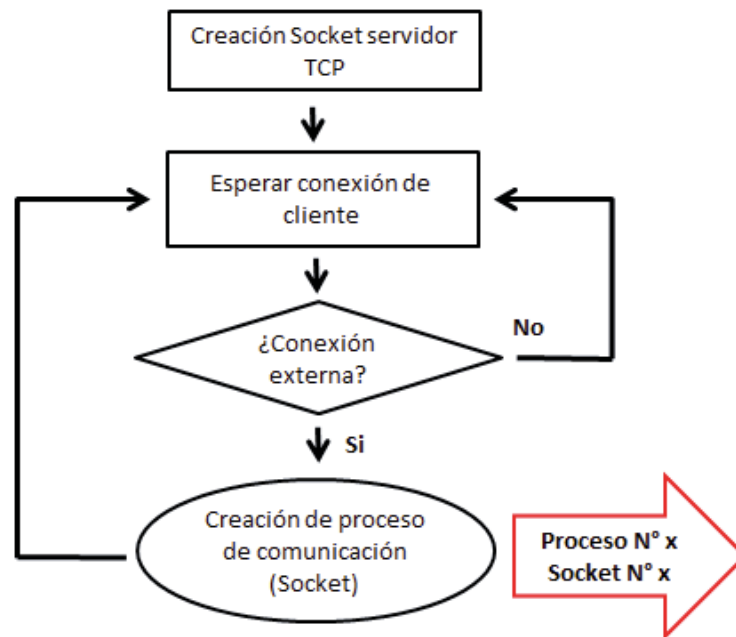 Creación Socket servidor
TCP
Esperar conexión de
cliente
¿Conexión
externa?
No
Si
Creación de proceso
de comunicación
(Socket)
Proceso N° x
Socket N° x